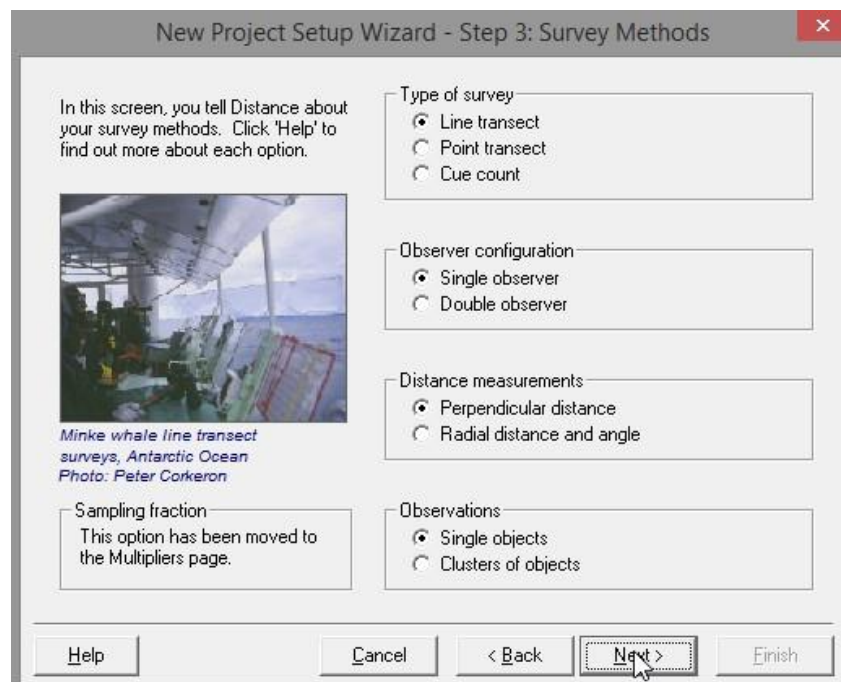 New Project Setup Wizard - Step 3: Survey Methods
In this screen, you tell Distance about
your survey methods. Click 'Help' to
find out more about each option.
Minke whale line transect
surveys, Antarctic Ocean
Photo: Peter Corkeron
Sampling fraction
This option has been moved to
the Multipliers page.
Type of survey
Line transect
Point transect
Cue count
Observer configuration
Single observer
Double observer
Distance measurements
Perpendicular distance
Radial distance and angle
Observations
Single objects
Clusters of objects
Help
Cancel
< Back
Next >
Finish